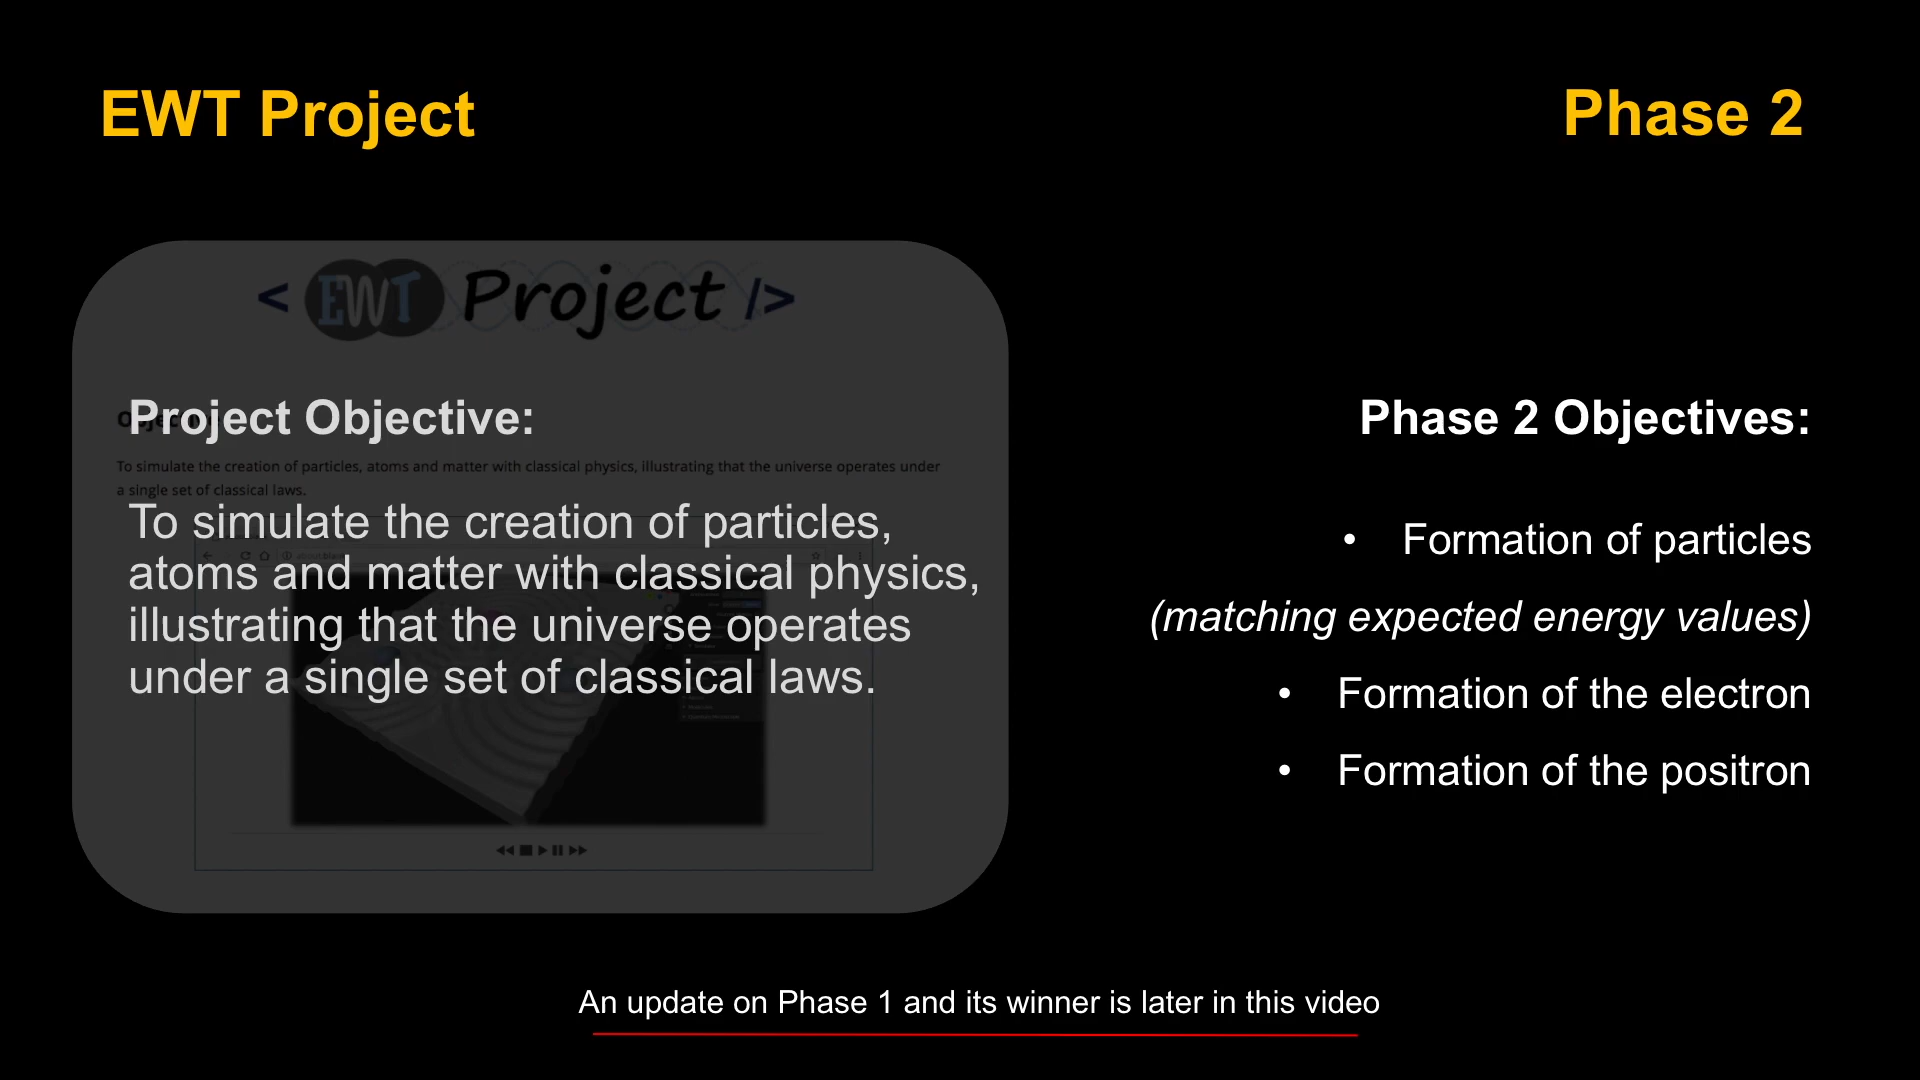 EWT Project
Phase 2
< EWT Project />
Project Objective:
To simulate the creation of particles, atoms and matter with classical physics, illustrating that the universe operates under
a single set of classical laws.
To simulate the creation of particles,
atoms and matter with classical physics,
illustrating that the universe operates
under a single set of classical laws.
Phase 2 Objectives:
• Formation of particles
(matching expected energy values)
• Formation of the electron
• Formation of the positron
An update on Phase 1 and its winner is later in this video